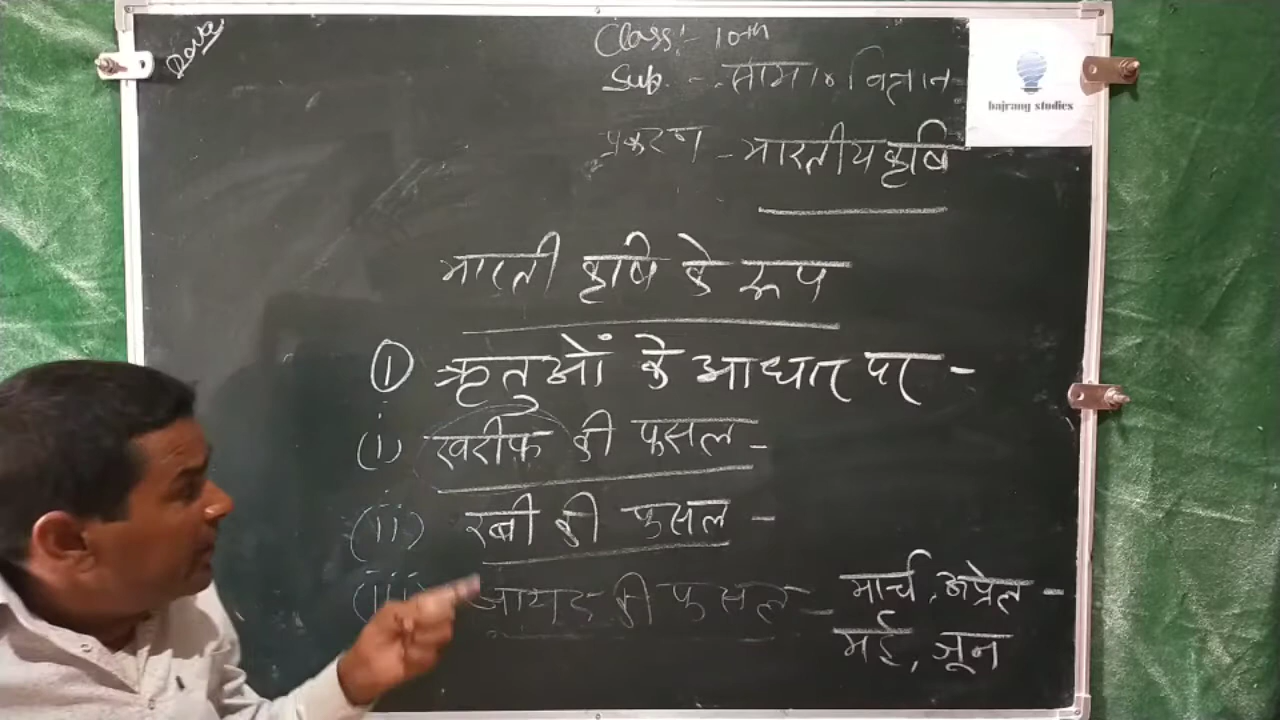 Class:- 10th
Sub. - सामा० विज्ञान
bajrang studies
प्रकरण - भारतीय कृषि
भारती कृषि के रूप
① ऋतुओं के आधार पर -
(i) खरीफ की फसल -
(ii) रबी की फसल -
(iii) जायद की फसल - मार्च, अप्रेल -
मई, जून